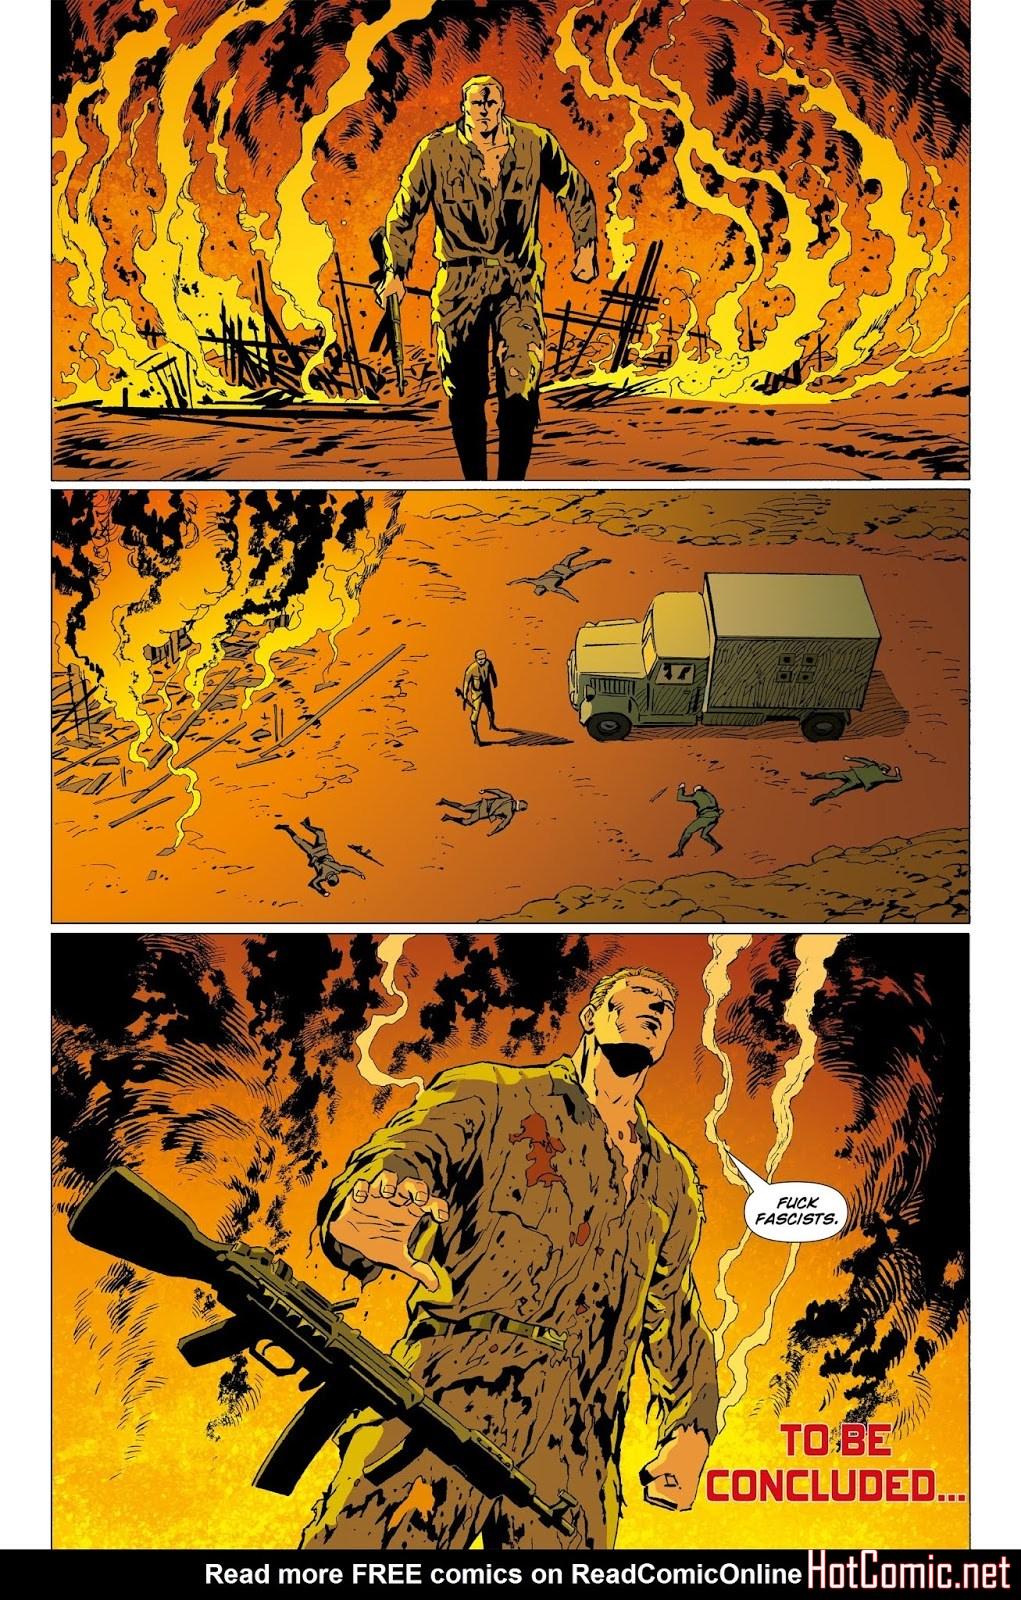 FUCK
FASCISTS.
TO BE
CONCLUDED...
Read more FREE comics on ReadComicOnline
HotComic.net